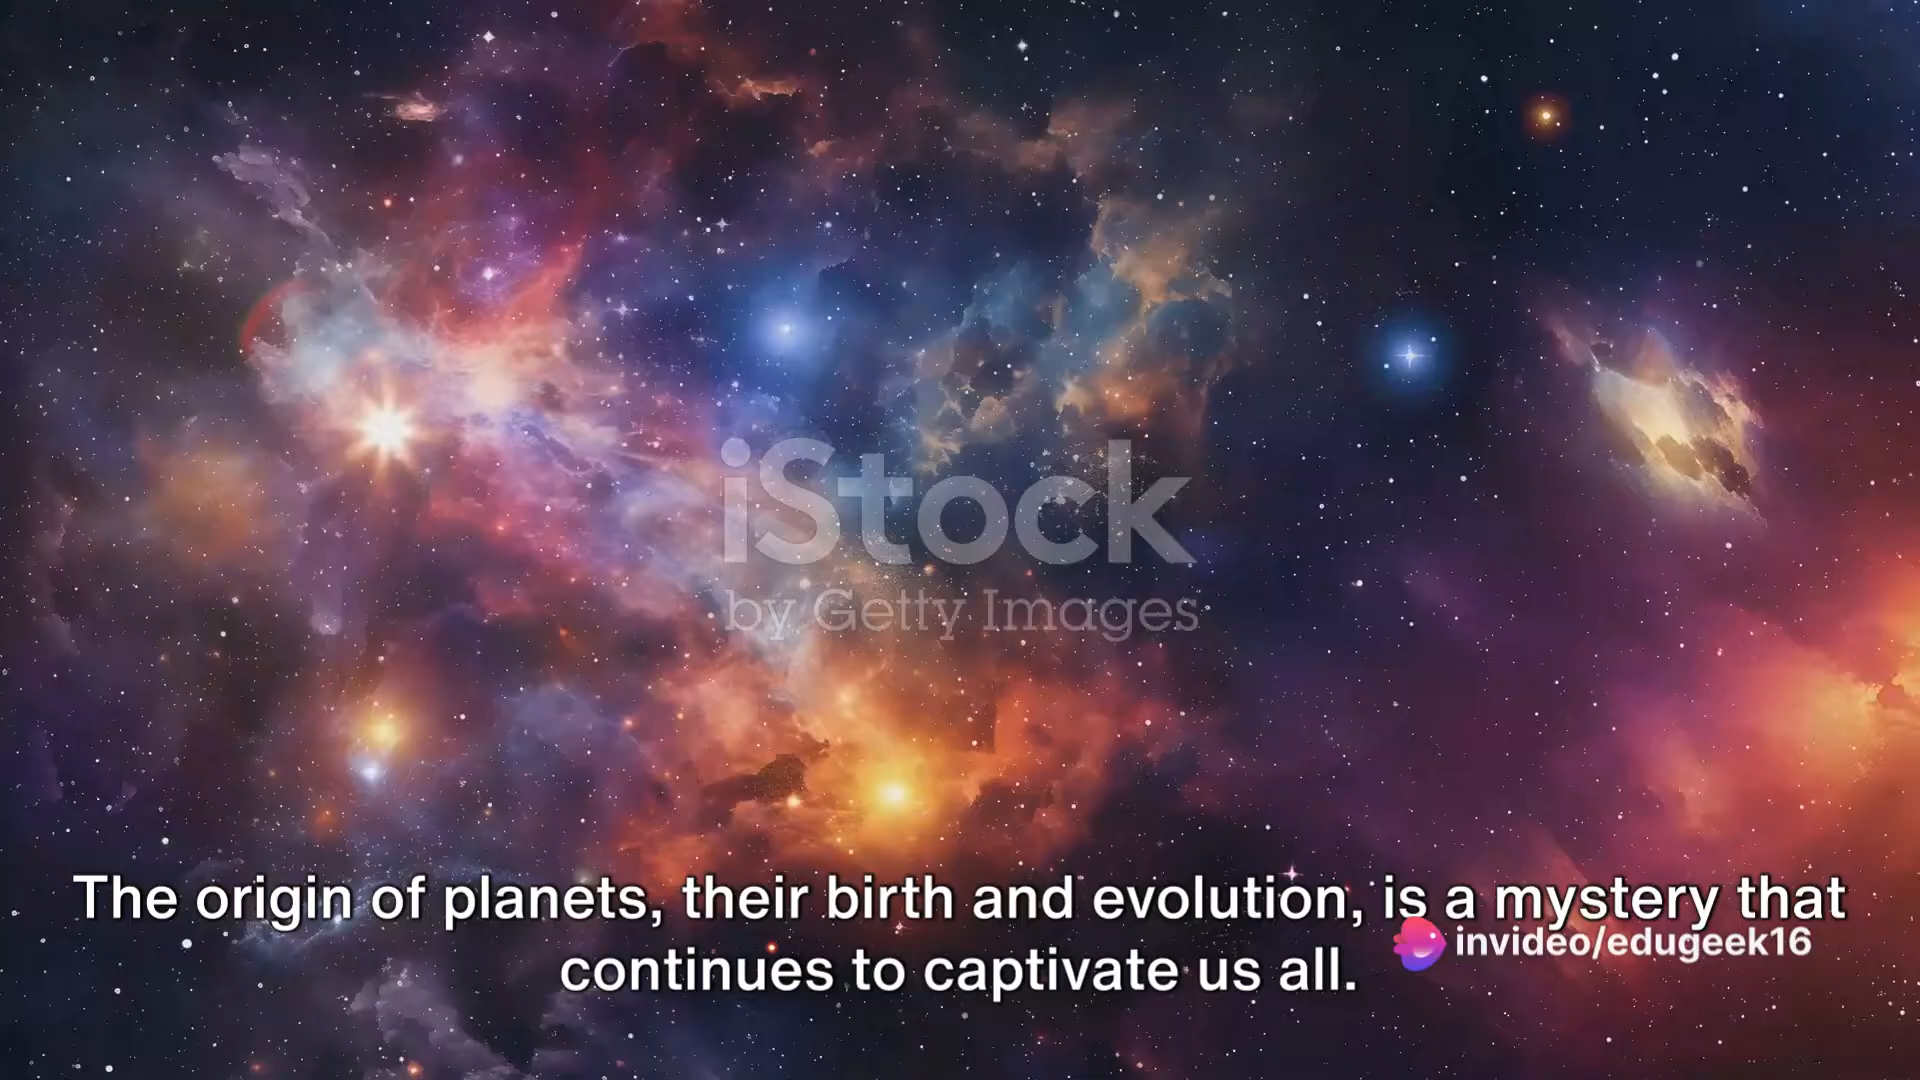 iStock
by Getty Images
The origin of planets, their birth and evolution, is a mystery that
continues to captivate us all.
invideo/edugeek16